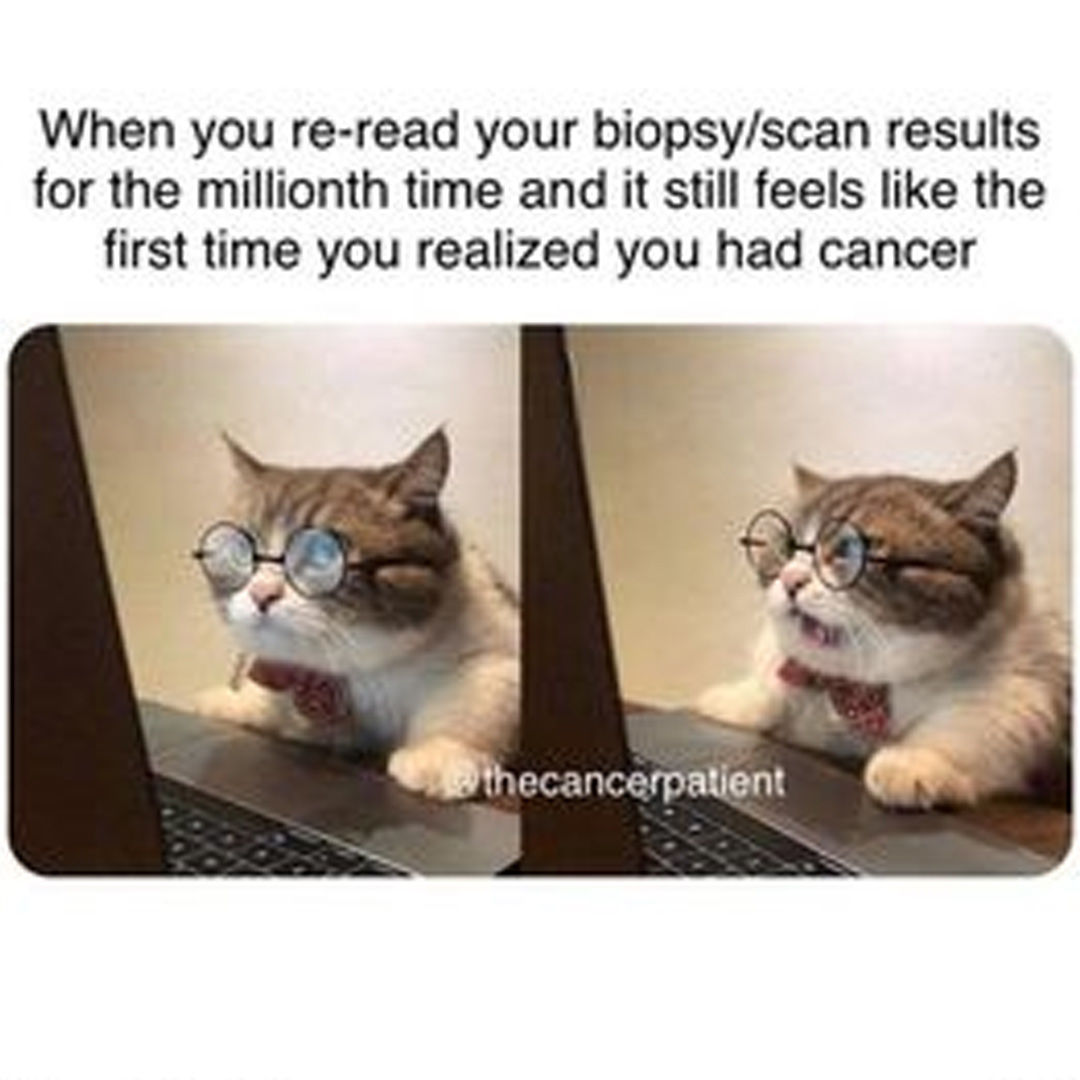 When you re-read your biopsy/scan results
for the millionth time and it still feels like the
first time you realized you had cancer
@thecancerpatient